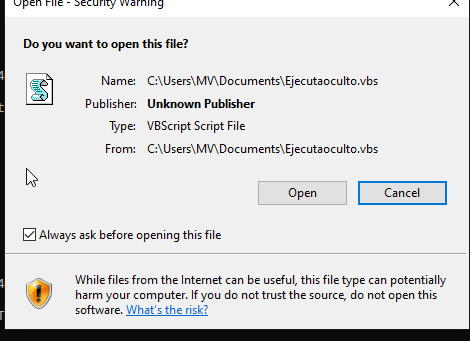 Open File - Security Warning
Do you want to open this file?
Name: C:\Users\MV\Documents\Ejecutaoculto.vbs
Publisher: Unknown Publisher
Type: VBScript Script File
From: C:\Users\MV\Documents\Ejecutaoculto.vbs
Open Cancel
Always ask before opening this file
While files from the Internet can be useful, this file type can potentially
harm your computer. If you do not trust the source, do not open this
software. What's the risk?